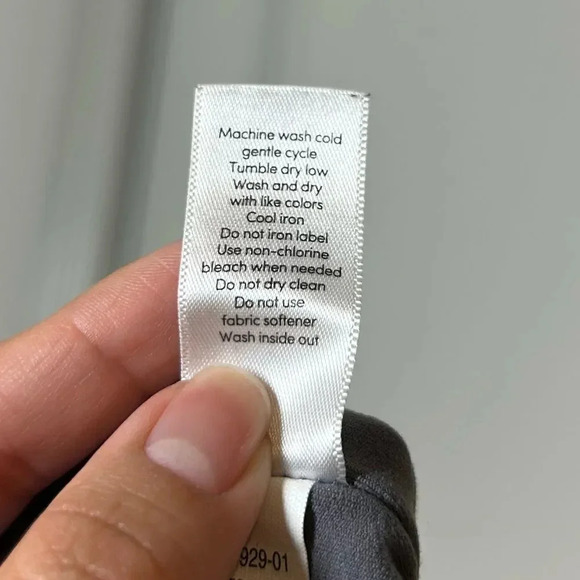 Machine wash cold
gentle cycle
Tumble dry low
Wash and dry
with like colors
Cool iron
Do not iron label
Use non-chlorine
bleach when needed
Do not dry clean
Do not use
fabric softener
Wash inside out
929-01